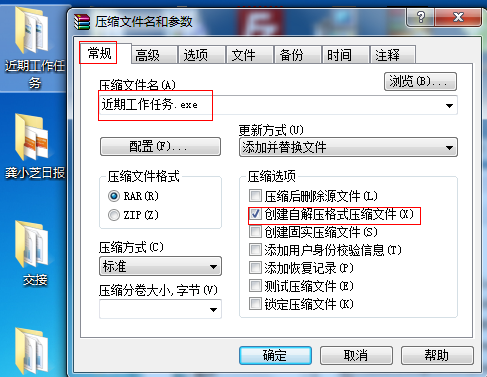 近期工作任
务
龚小芝日报
交接
压缩文件名和参数
常规
高级
选项
文件
备份
时间
注释
压缩文件名(A)
浏览(B)...
近期工作任务.exe
配置(F)...
更新方式(U)
添加并替换文件
压缩文件格式
RAR(R)
ZIP(Z)
压缩方式(C)
标准
压缩分卷大小,字节(V)
压缩选项
压缩后删除源文件(L)
创建自解压格式压缩文件(X)
创建固实压缩文件(S)
添加用户身份校验信息(T)
添加恢复记录(P)
测试压缩文件(E)
锁定压缩文件(K)
确定
取消
帮助